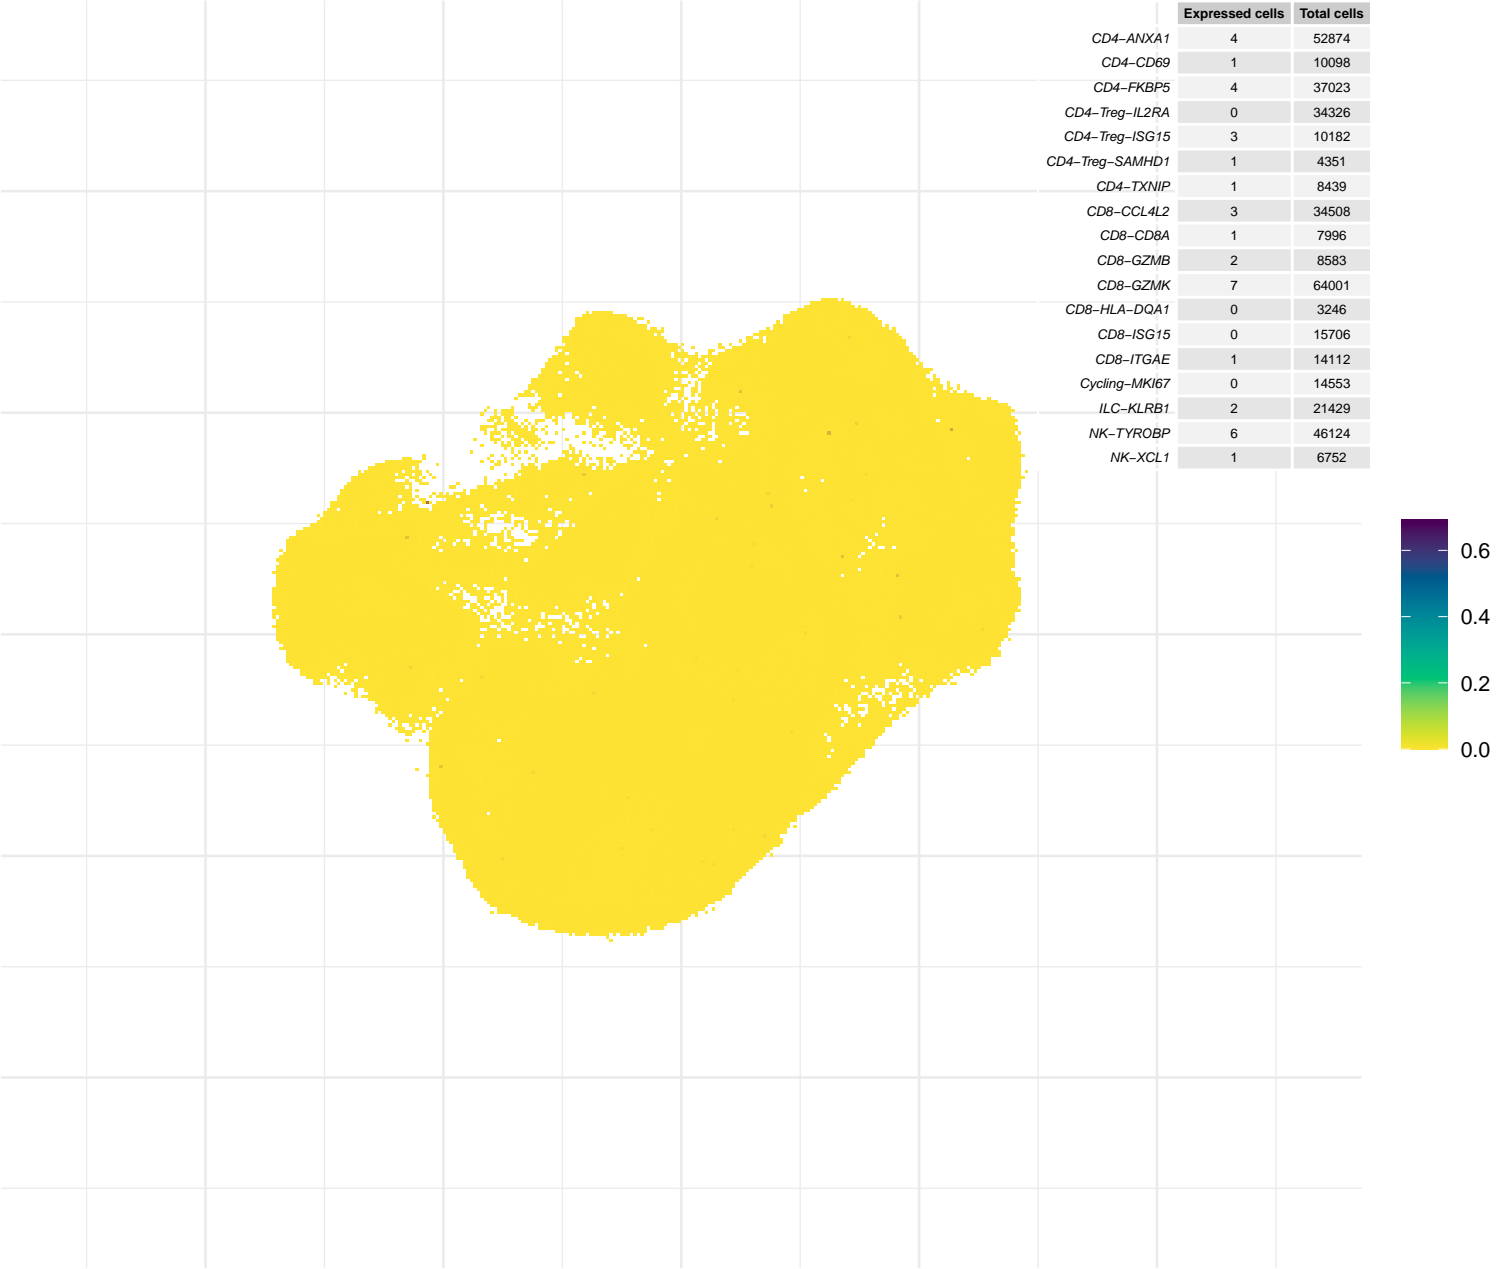 Expressed cells Total cells
CD4−ANXA1 4 52874
CD4−CD69 1 10098
CD4−FKBP5 4 37023
CD4−Treg−IL2RA 0 34326
CD4−Treg−ISG15 3 10182
CD4−Treg−SAMHD1 1 4351
CD4−TXNIP 1 8439
CD8−CCL4L2 3 34508
CD8−CD8A 1 7996
CD8−GZMB 2 8583
CD8−GZMK 7 64001
CD8−HLA−DQA1 0 3246
CD8−ISG15 0 15706
CD8−ITGAE 1 14112
Cycling−MKI67 0 14553
ILC−KLRB1 2 21429
NK−TYROBP 6 46124
NK−XCL1 1 6752
0.6
0.4
0.2
0.0